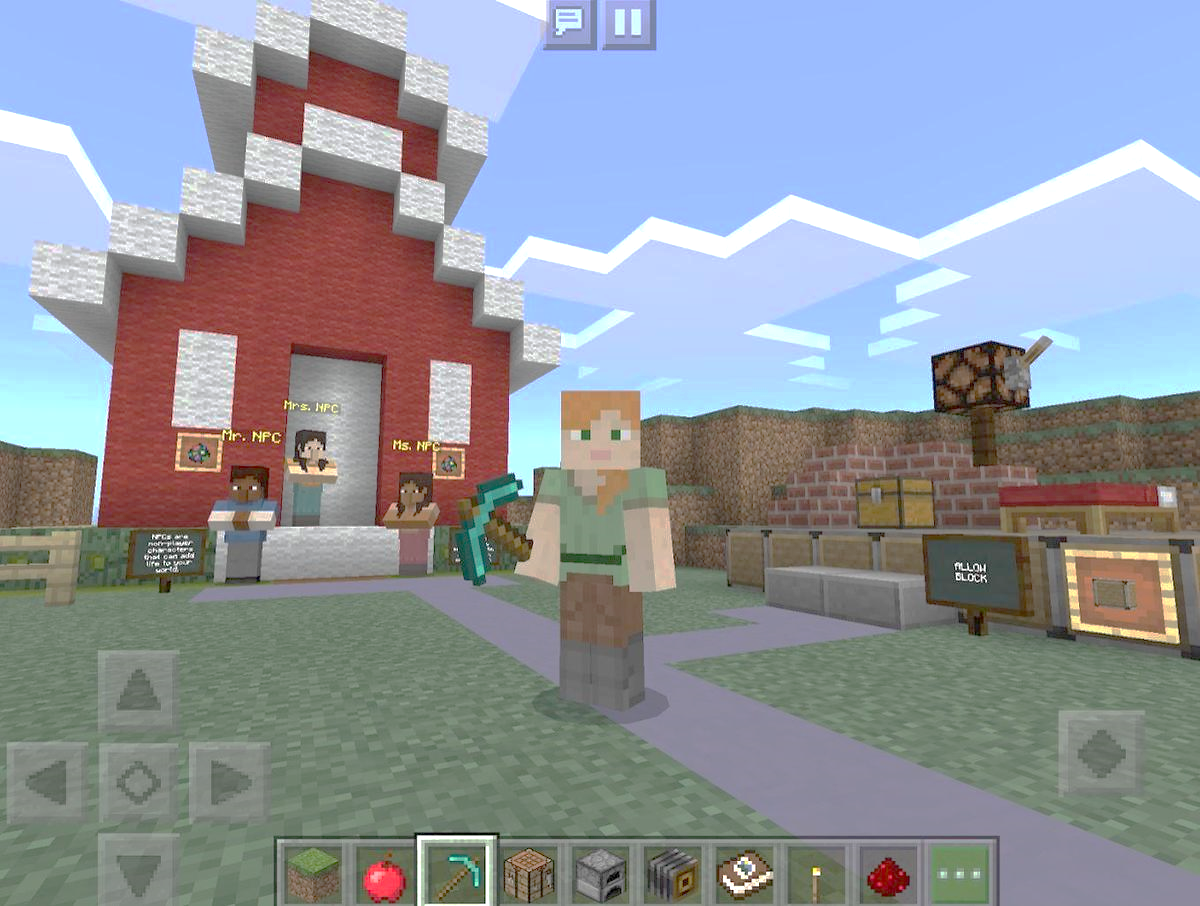 Mrs. NPC
Mr. NPC
Ms. NPC
NPCs are
non-player
characters
that can add
life to your
world.
ALLOW
BLOCK